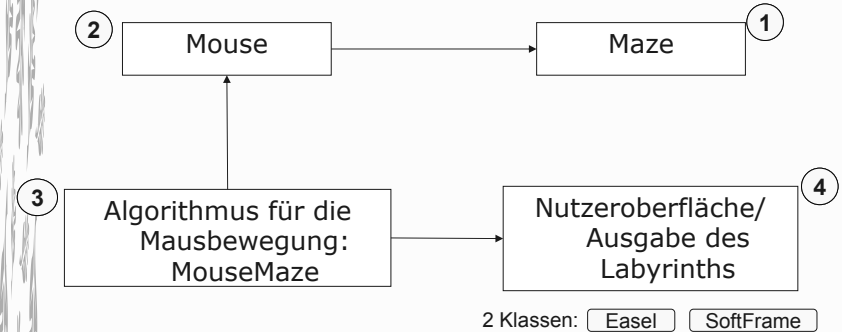 2
Mouse
1
Maze
3
Algorithmus für die
Mausbewegung:
MouseMaze
4
Nutzeroberfläche/
Ausgabe des
Labyrinths
2 Klassen: Easel SoftFrame